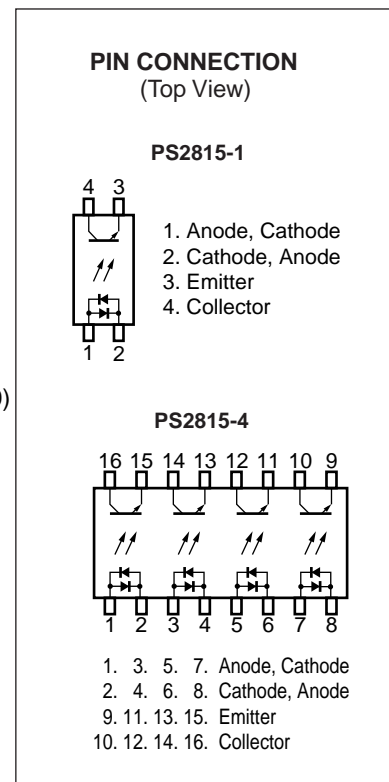 PIN CONNECTION
(Top View)
PS2815-1
4 3
1. Anode, Cathode
2. Cathode, Anode
3. Emitter
4. Collector
1 2
)
PS2815-4
16 15 14 13 12 11 10 9
1 2 3 4 5 6 7 8
1. 3. 5. 7. Anode, Cathode
2. 4. 6. 8. Cathode, Anode
9. 11. 13. 15. Emitter
10. 12. 14. 16. Collector